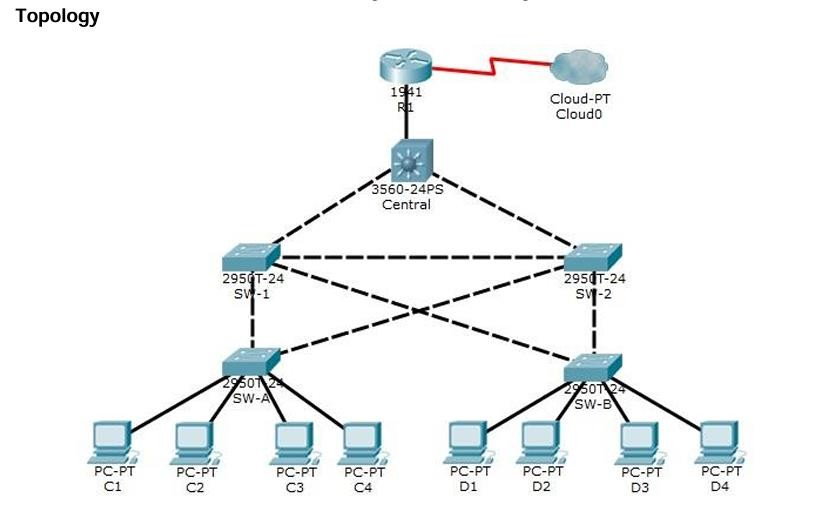 Topology
1941
R1
Cloud-PT
Cloud0
3560-24PS
Central
2950T-24
SW-1
2950T-24
SW-2
2950T-24
SW-A
2950T-24
SW-B
PC-PT
C1
PC-PT
C2
PC-PT
C3
PC-PT
C4
PC-PT
D1
PC-PT
D2
PC-PT
D3
PC-PT
D4